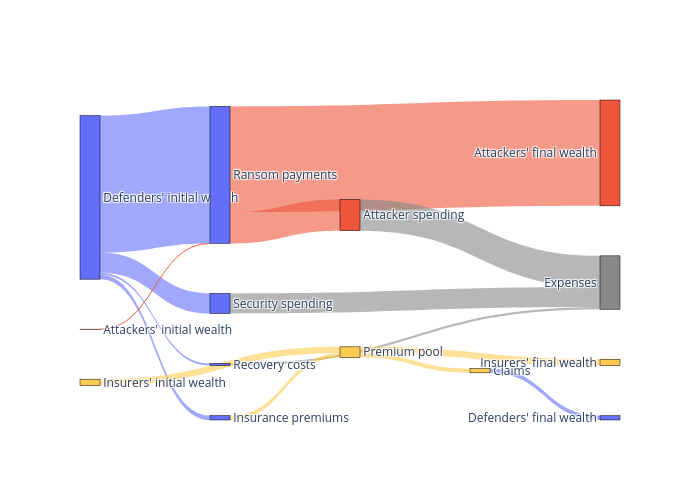 Attackers' final wealth
Ransom payments
Defenders' initial wealth
Attacker spending
Expenses
Security spending
Attackers' initial wealth
Premium pool
Insurers' final wealth
Recovery costs
Claims
Insurers' initial wealth
Insurance premiums
Defenders' final wealth